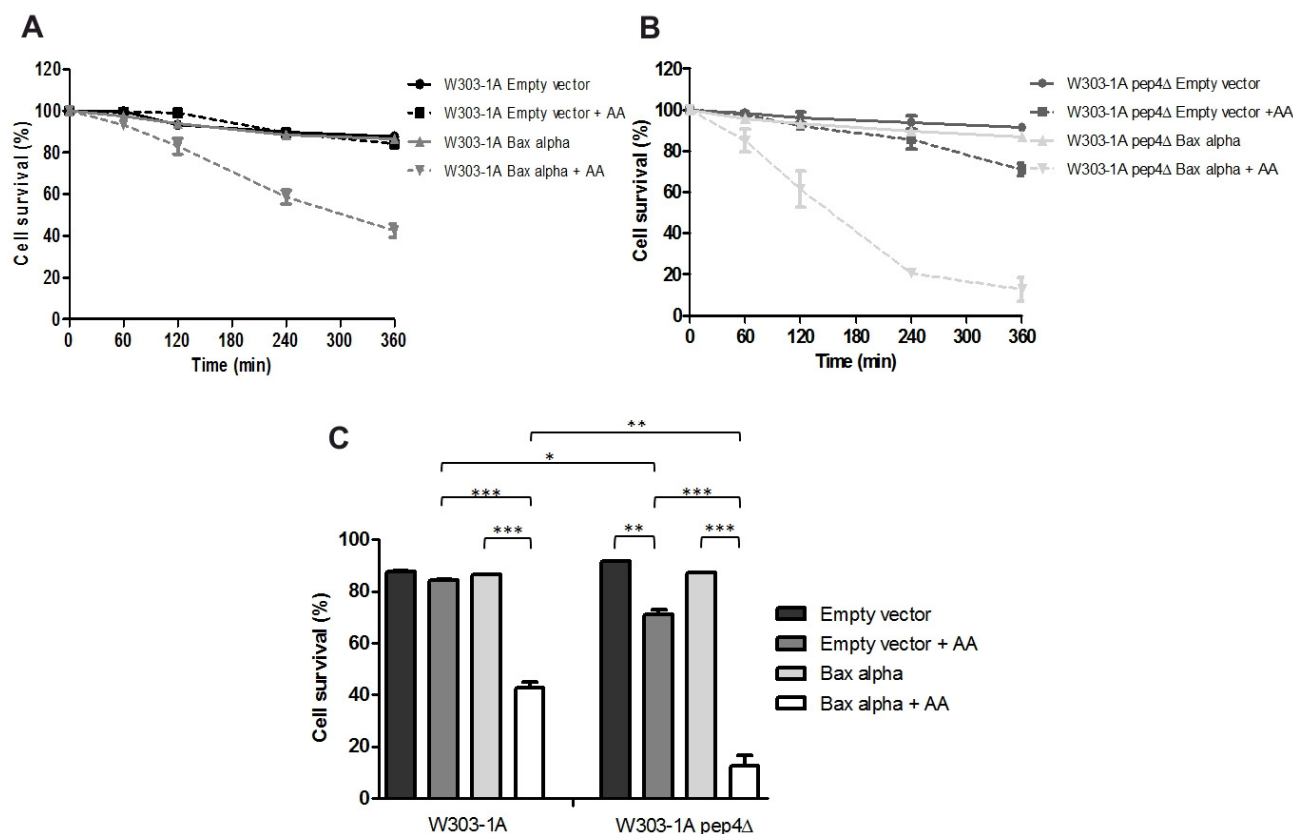 A
Cell survival (%)
120
100
80
60
40
20
0
0 60 120 180 240 300 360
Time (min)
W303-1A Empty vector
W303-1A Empty vector + AA
W303-1A Bax alpha
W303-1A Bax alpha + AA
B
Cell survival (%)
120
100
80
60
40
20
0
0 60 120 180 240 300 360
Time (min)
W303-1A pep4Δ Empty vector
W303-1A pep4Δ Empty vector +AA
W303-1A pep4Δ Bax alpha
W303-1A pep4Δ Bax alpha + AA
C
**
*
*** ***
*** ** ***
Cell survival (%)
100
80
60
40
20
0
W303-1A W303-1A pep4Δ
Empty vector
Empty vector + AA
Bax alpha
Bax alpha + AA